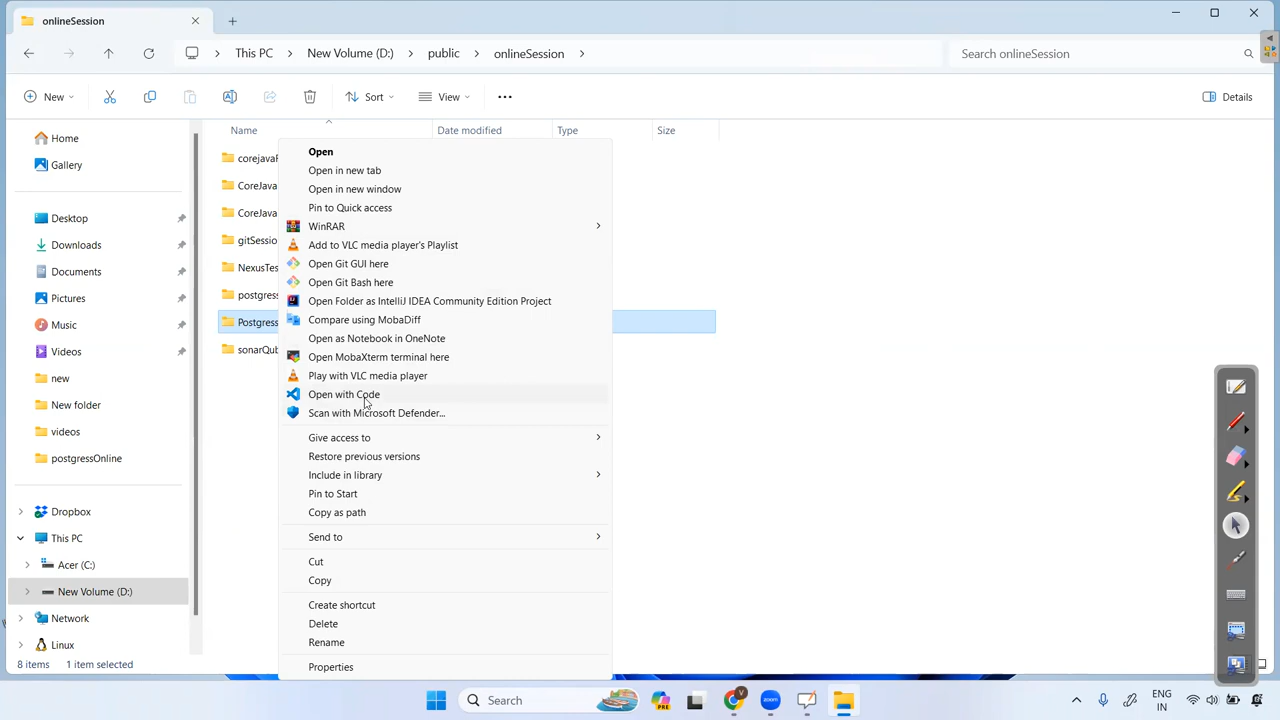 onlineSession
This PC
New Volume (D:)
public
onlineSession
Search onlineSession
New
Sort
View
Details
Home
Gallery
Desktop
Downloads
Documents
Pictures
Music
Videos
new
New folder
videos
postgressOnline
Dropbox
This PC
Acer (C:)
New Volume (D:)
Network
Linux
Name
Date modified
Type
Size
CoreJava
CoreJava
Open
Open in new tab
Open in new window
Pin to Quick access
WinRAR
Add to VLC media player's Playlist
Open Git GUI here
Open Git Bash here
Open Folder as IntelliJ IDEA Community Edition Project
Compare using MobaDiff
Open as Notebook in OneNote
Open MobaXterm terminal here
Play with VLC media player
Open with Code
Scan with Microsoft Defender...
Give access to
Restore previous versions
Include in library
Pin to Start
Copy as path
Send to
Cut
Copy
Create shortcut
Delete
Rename
Properties
8 items
1 item selected
Search
PRE
V
zoom
ENG
IN